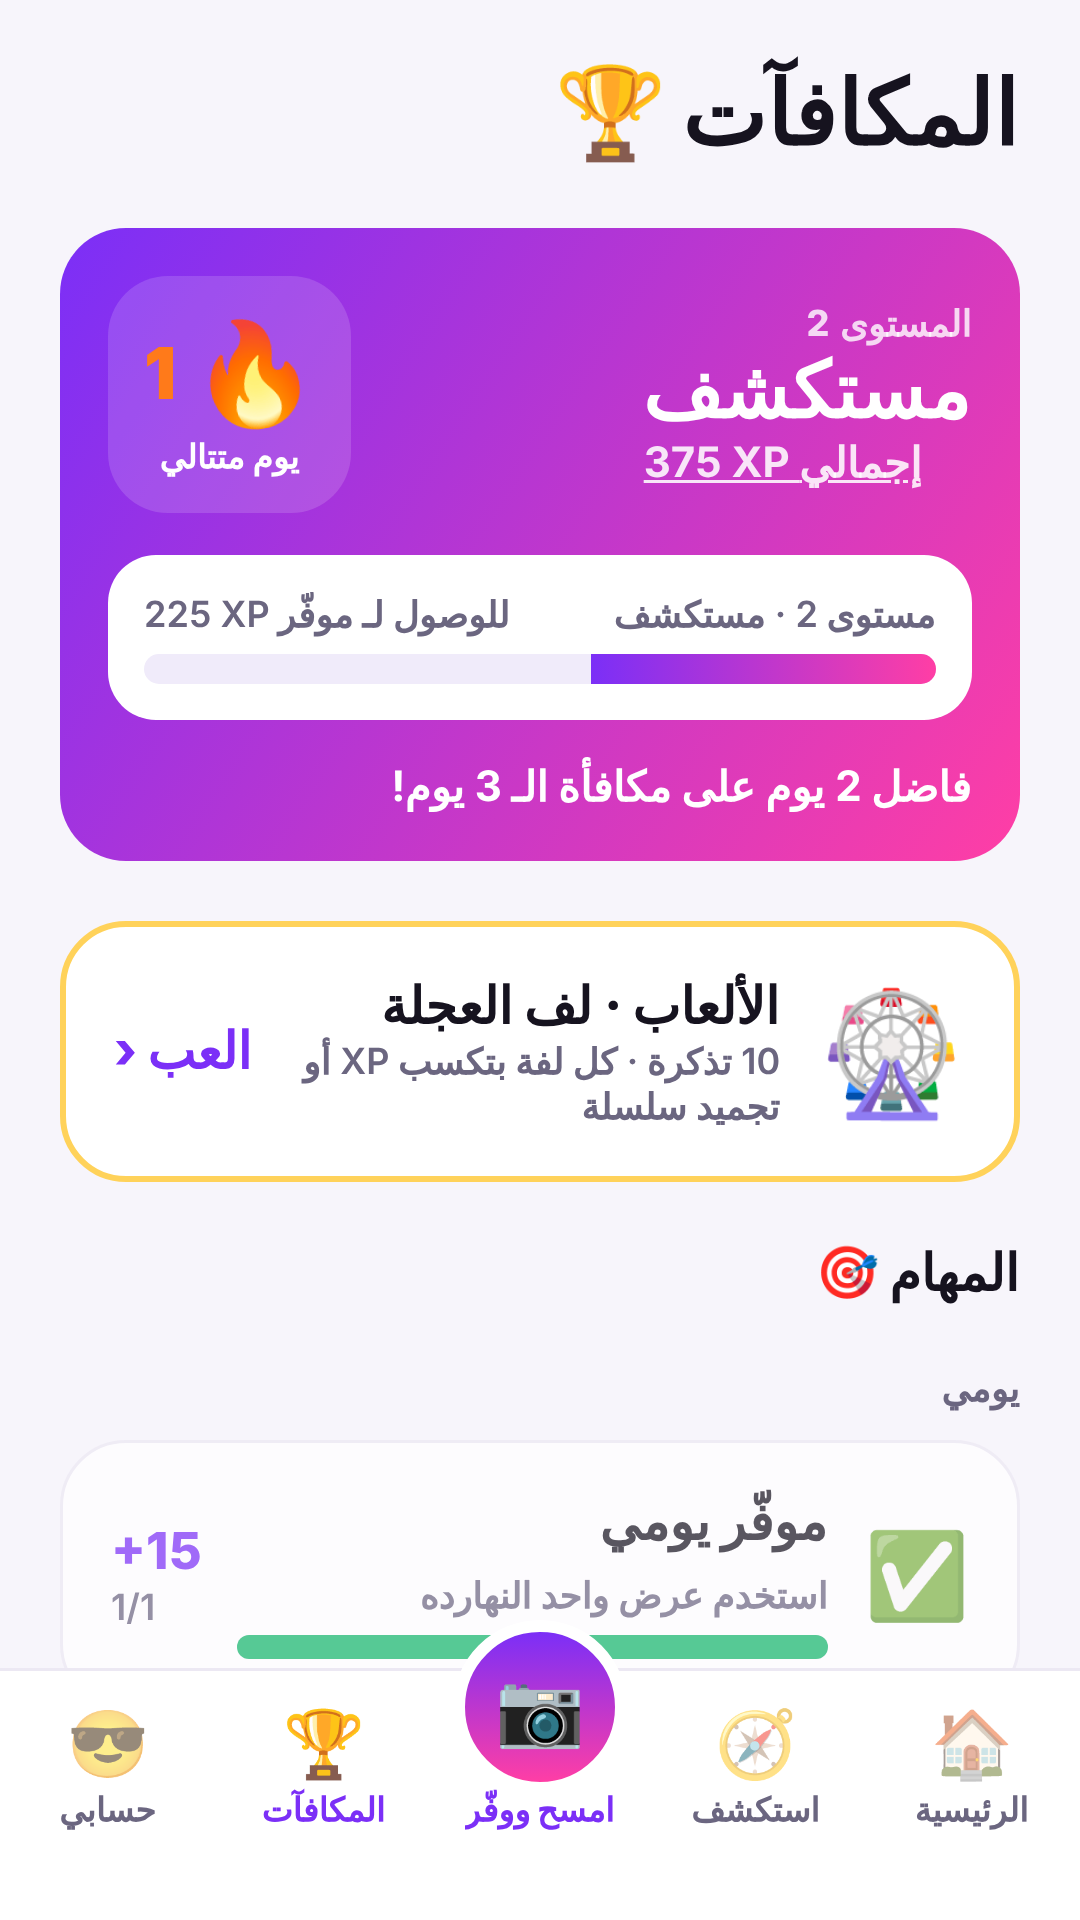 المكافآت 🏆
المستوى 2
مستكشف
إجمالي 375 XP
🔥 1
يوم متتالي
مستوى 2 · مستكشف
225 XP للوصول لـ موفّر
فاضل 2 يوم على مكافأة الـ 3 يوم!
الألعاب · لف العجلة
10 تذكرة · كل لفة بتكسب XP أو
تجميد سلسلة
العب ›
المهام 🎯
يومي
موفّر يومي
استخدم عرض واحد النهارده
+15
1/1
الرئيسية
استكشف
امسح ووفّر
المكافآت
حسابي